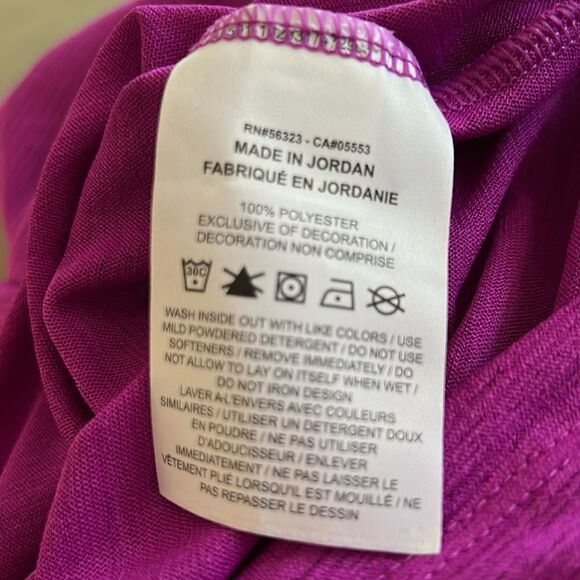 RN#56323 - CA#05553
MADE IN JORDAN
FABRIQUÉ EN JORDANIE
100% POLYESTER
EXCLUSIVE OF DECORATION /
DECORATION NON COMPRISE
30C
WASH INSIDE OUT WITH LIKE COLORS / USE
MILD POWDERED DETERGENT / DO NOT USE
SOFTENERS / REMOVE IMMEDIATELY / DO
NOT ALLOW TO LAY ON ITSELF WHEN WET /
DO NOT IRON DESIGN
LAVER A-L'ENVERS AVEC COULEURS
SIMILAIRES / UTILISER UN DETERGENT DOUX
EN POUDRE / NE PAS UTILISER
D'ADOUCISSEUR / ENLEVER
IMMEDIATEMENT / NE PAS LAISSER LE
VÊTEMENT PLIÉ LORSQU'IL EST MOUILLÉ / NE
PAS REPASSER LE DESSIN